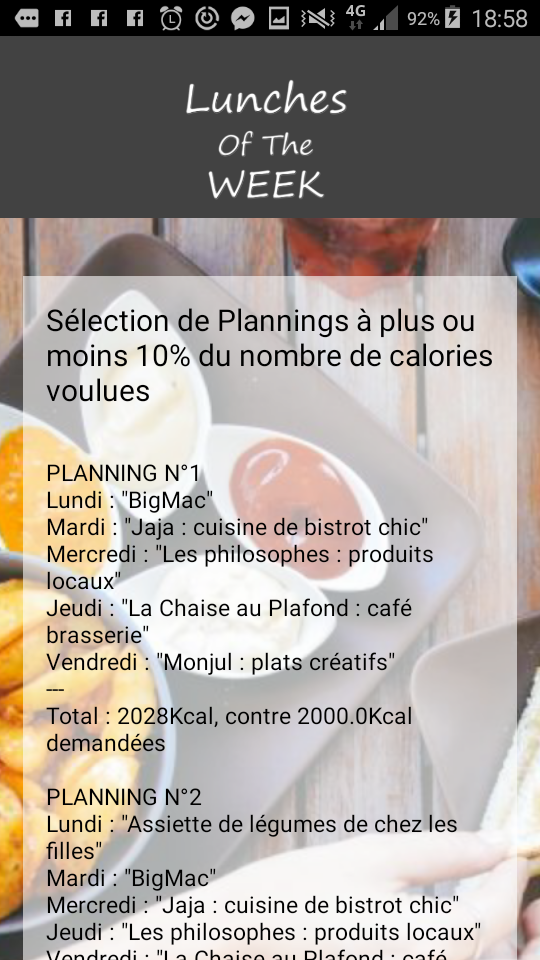 4G 92% 18:58
Lunches
Of The
WEEK
Sélection de Plannings à plus ou
moins 10% du nombre de calories
voulues
PLANNING N°1
Lundi : "BigMac"
Mardi : "Jaja : cuisine de bistrot chic"
Mercredi : "Les philosophes : produits
locaux"
Jeudi : "La Chaise au Plafond : café
brasserie"
Vendredi : "Monjul : plats créatifs"
---
Total : 2028Kcal, contre 2000.0Kcal
demandées
PLANNING N°2
Lundi : "Assiette de légumes de chez les
filles"
Mardi : "BigMac"
Mercredi : "Jaja : cuisine de bistrot chic"
Jeudi : "Les philosophes : produits locaux"
Vendredi : "La Chaise au Plafond : café